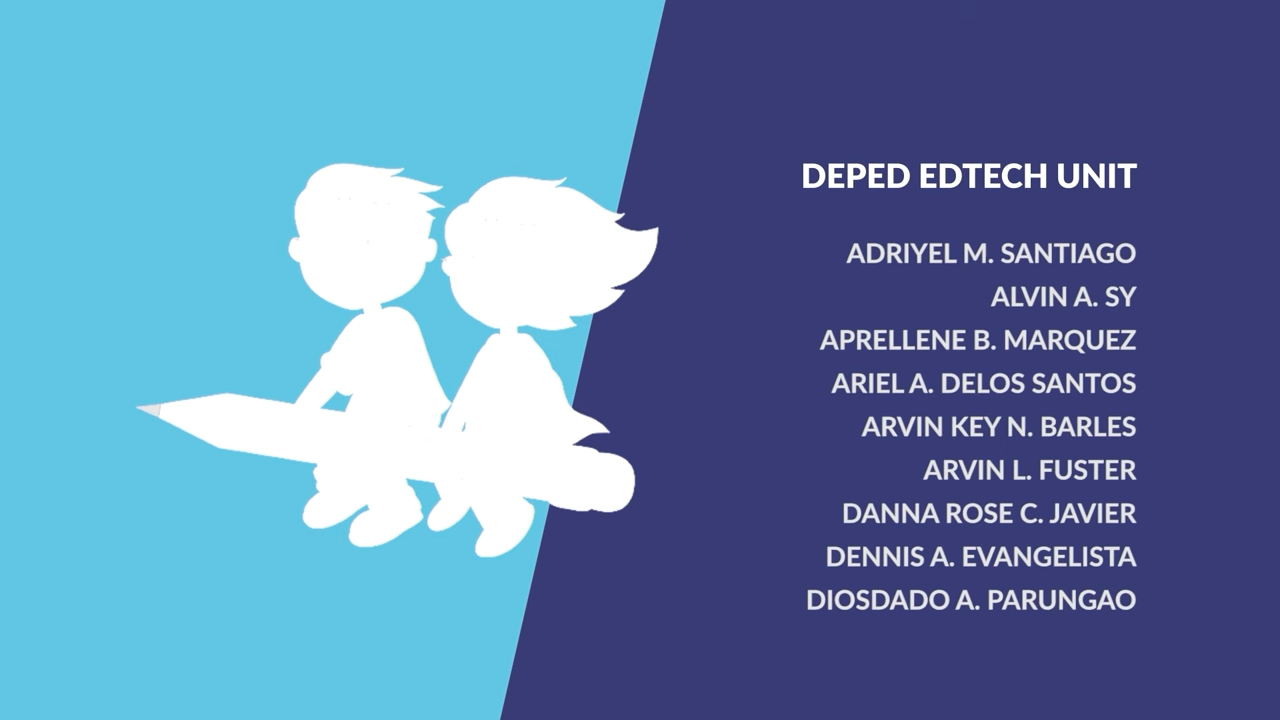 DEPED EDTECH UNIT
ADRIYEL M. SANTIAGO
ALVIN A. SY
APRELLENE B. MARQUEZ
ARIEL A. DELOS SANTOS
ARVIN KEY N. BARLES
ARVIN L. FUSTER
DANNA ROSE C. JAVIER
DENNIS A. EVANGELISTA
DIOSDADO A. PARUNGAO